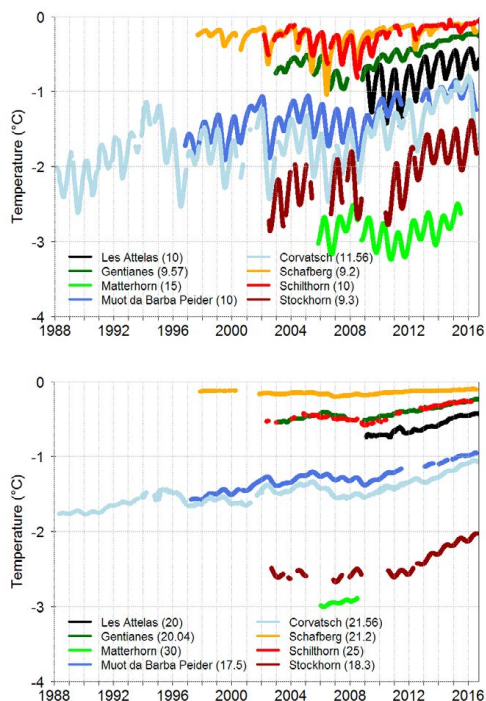 Temperature (°C)
0
-1
-2
-3
-4
Les Attelas (10)
Gentianes (9.57)
Matterhorn (15)
Muot da Barba Peider (10)
Corvatsch (11.56)
Schafberg (9.2)
Schilthorn (10)
Stockhorn (9.3)
1988 1992 1996 2000 2004 2008 2012 2016
Temperature (°C)
0
-1
-2
-3
-4
Les Attelas (20)
Gentianes (20.04)
Matterhorn (30)
Muot da Barba Peider (17.5)
Corvatsch (21.56)
Schafberg (21.2)
Schilthorn (25)
Stockhorn (18.3)
1988 1992 1996 2000 2004 2008 2012 2016